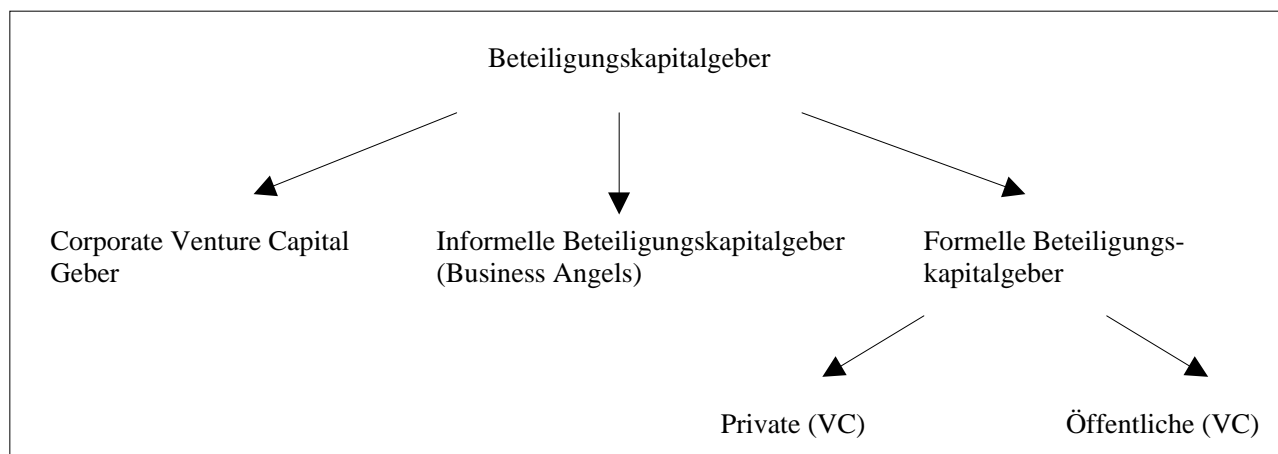 Beteiligungskapitalgeber
Corporate Venture Capital
Geber
Informelle Beteiligungskapitalgeber
(Business Angels)
Formelle Beteiligungs-
kapitalgeber
Private (VC)
Öffentliche (VC)